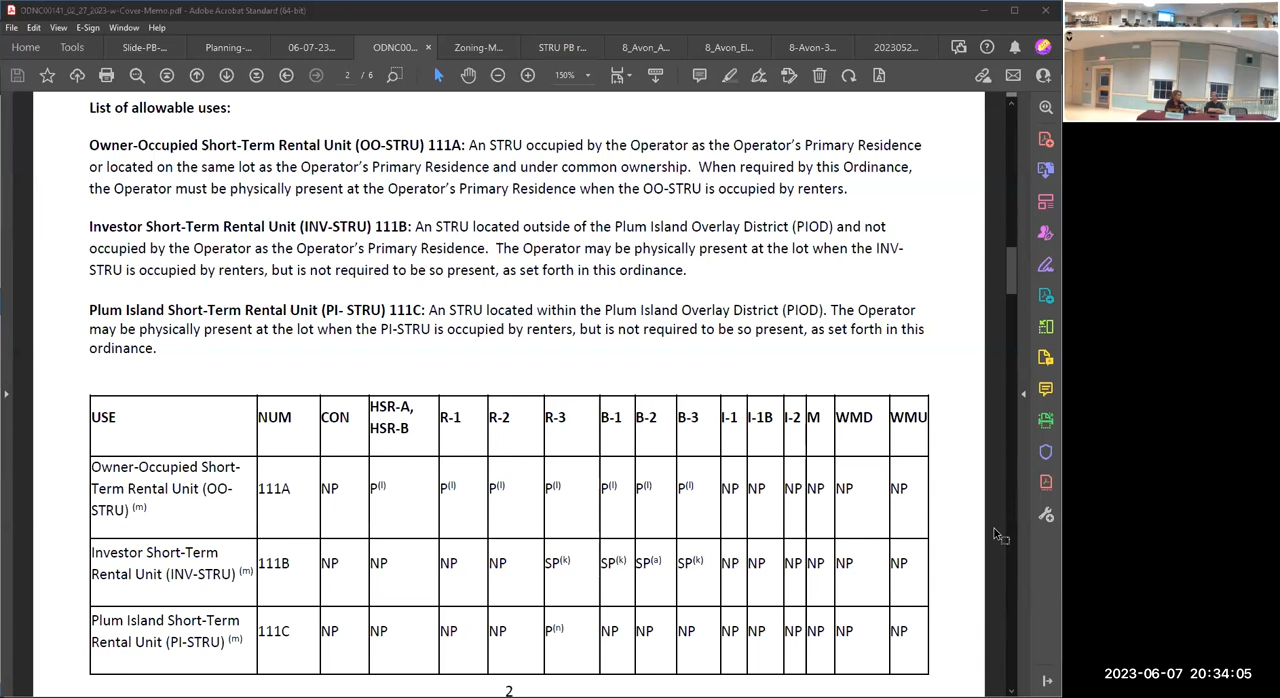 ODNC00141_02_27_2023-w-Cover-Memo.pdf - Adobe Acrobat Standard (64-bit)
File Edit View E-Sign Window Help
Home Tools Slide-PB-... Planning-... 06-07-23... ODNC00... × Zoning-M... STRU PB r... 8_Avon_A... 8_Avon_El... 8-Avon-3... 2023052...
2 / 6 150%
List of allowable uses:
Owner-Occupied Short-Term Rental Unit (OO-STRU) 111A: An STRU occupied by the Operator as the Operator's Primary Residence
or located on the same lot as the Operator's Primary Residence and under common ownership. When required by this Ordinance,
the Operator must be physically present at the Operator's Primary Residence when the OO-STRU is occupied by renters.
Investor Short-Term Rental Unit (INV-STRU) 111B: An STRU located outside of the Plum Island Overlay District (PIOD) and not
occupied by the Operator as the Operator's Primary Residence. The Operator may be physically present at the lot when the INV-
STRU is occupied by renters, but is not required to be so present, as set forth in this ordinance.
Plum Island Short-Term Rental Unit (PI- STRU) 111C: An STRU located within the Plum Island Overlay District (PIOD). The Operator
may be physically present at the lot when the PI-STRU is occupied by renters, but is not required to be so present, as set forth in this
ordinance.
USE NUM CON HSR-A, HSR-B R-1 R-2 R-3 B-1 B-2 B-3 I-1 I-1B I-2 M WMD WMU
Owner-Occupied Short-
Term Rental Unit (OO-
STRU) (m) 111A NP P(l) P(l) P(l) P(l) P(l) P(l) P(l) NP NP NP NP NP NP
Investor Short-Term
Rental Unit (INV-STRU) (m) 111B NP NP NP NP SP(k) SP(k) SP(a) SP(k) NP NP NP NP NP NP
Plum Island Short-Term
Rental Unit (PI-STRU) (m) 111C NP NP NP NP P(n) NP NP NP NP NP NP NP NP NP
2
2023-06-07 20:34:05